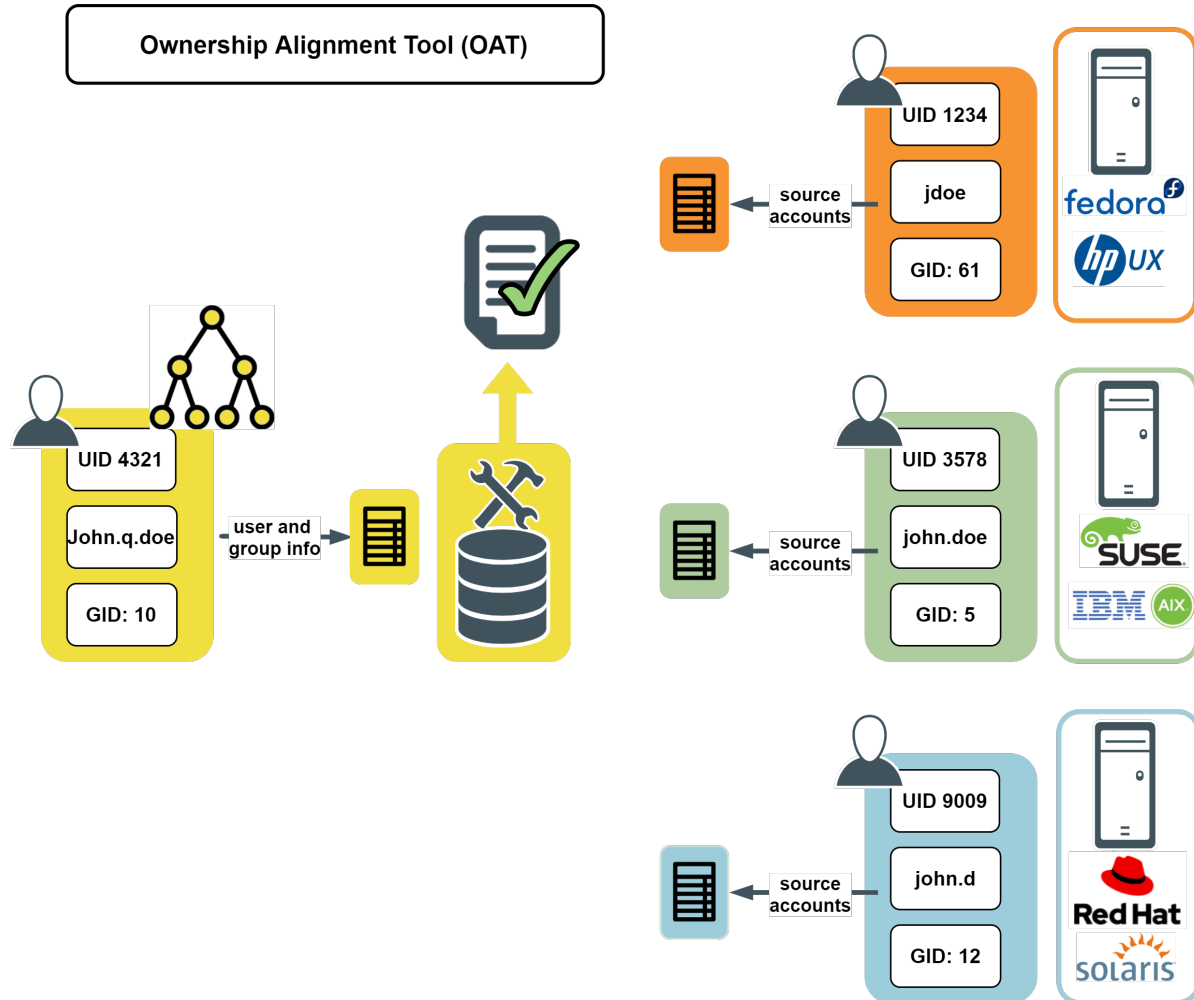 Ownership Alignment Tool (OAT)
UID 1234
jdoe
GID: 61
source
accounts
fedora
f
hp UX
UID 4321
John.q.doe
GID: 10
user and
group info
UID 3578
john.doe
GID: 5
source
accounts
SUSE
IBM AIX
UID 9009
john.d
GID: 12
source
accounts
Red Hat
solaris